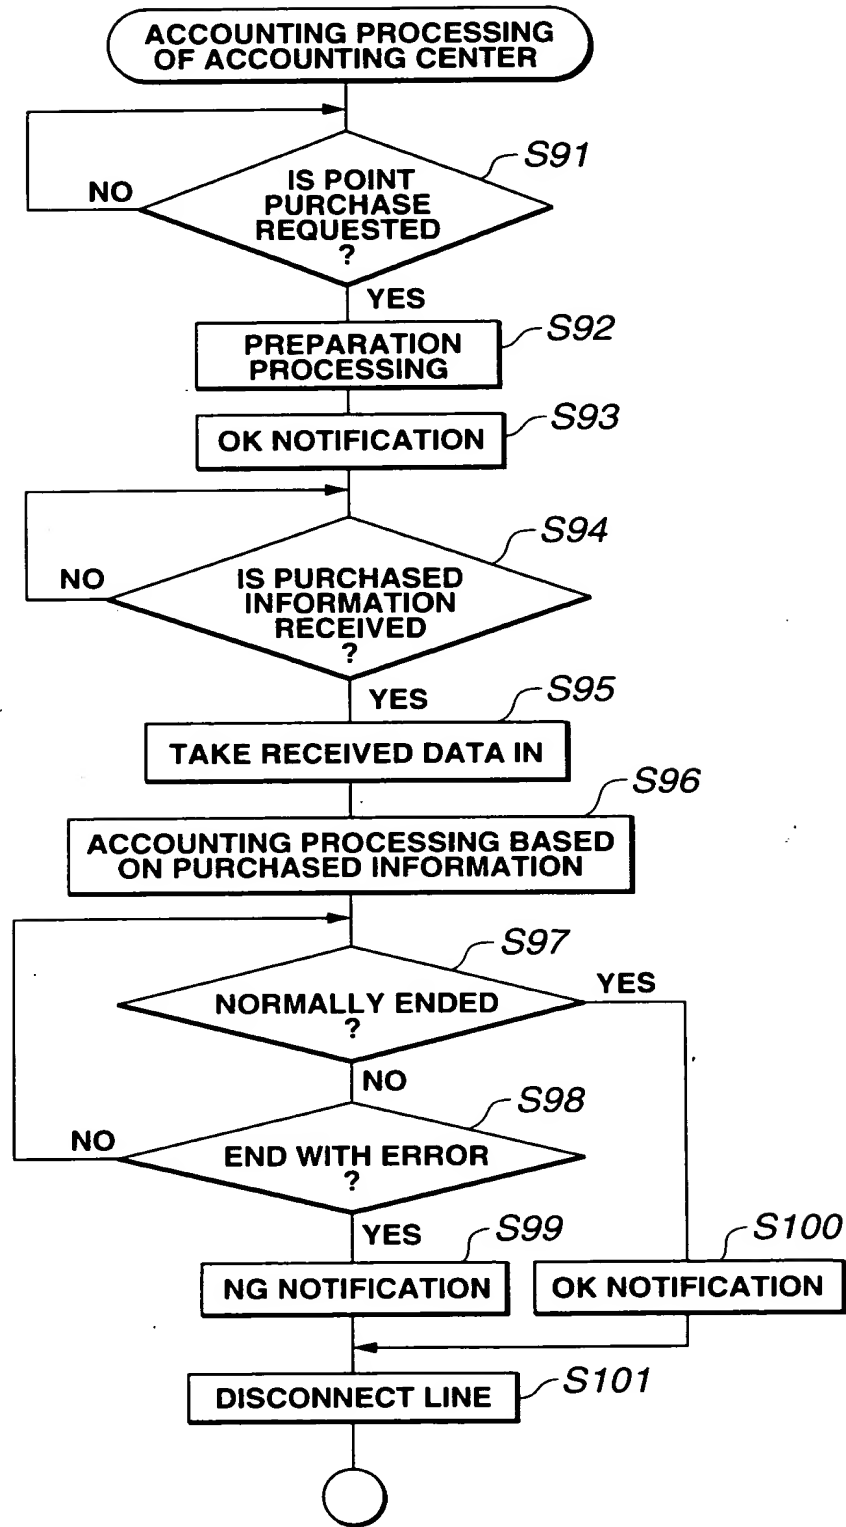 ACCOUNTING PROCESSING
OF ACCOUNTING CENTER
S91
IS POINT
PURCHASE
REQUESTED
?
NO
YES
S92
PREPARATION
PROCESSING
S93
OK NOTIFICATION
S94
NO
IS PURCHASED
INFORMATION
RECEIVED
?
YES
S95
TAKE RECEIVED DATA IN
S96
ACCOUNTING PROCESSING BASED
ON PURCHASED INFORMATION
S97
YES
NORMALLY ENDED
?
NO
S98
NO
END WITH ERROR
?
YES
S99
S100
NG NOTIFICATION
OK NOTIFICATION
S101
DISCONNECT LINE